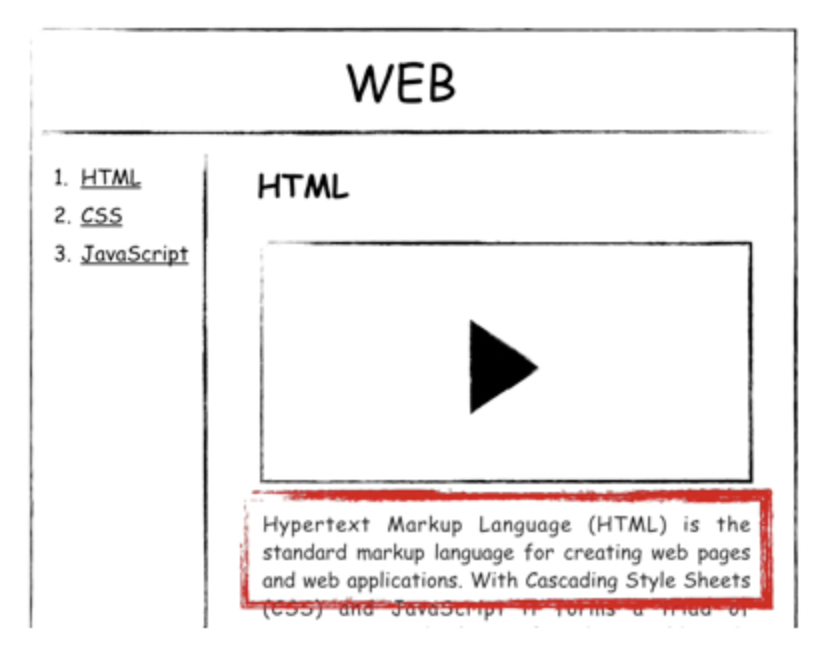 WEB
1. HTML
2. CSS
3. JavaScript
HTML
Hypertext Markup Language (HTML) is the
standard markup language for creating web pages
and web applications. With Cascading Style Sheets
(CSS) and JavaScript it forms a triad of